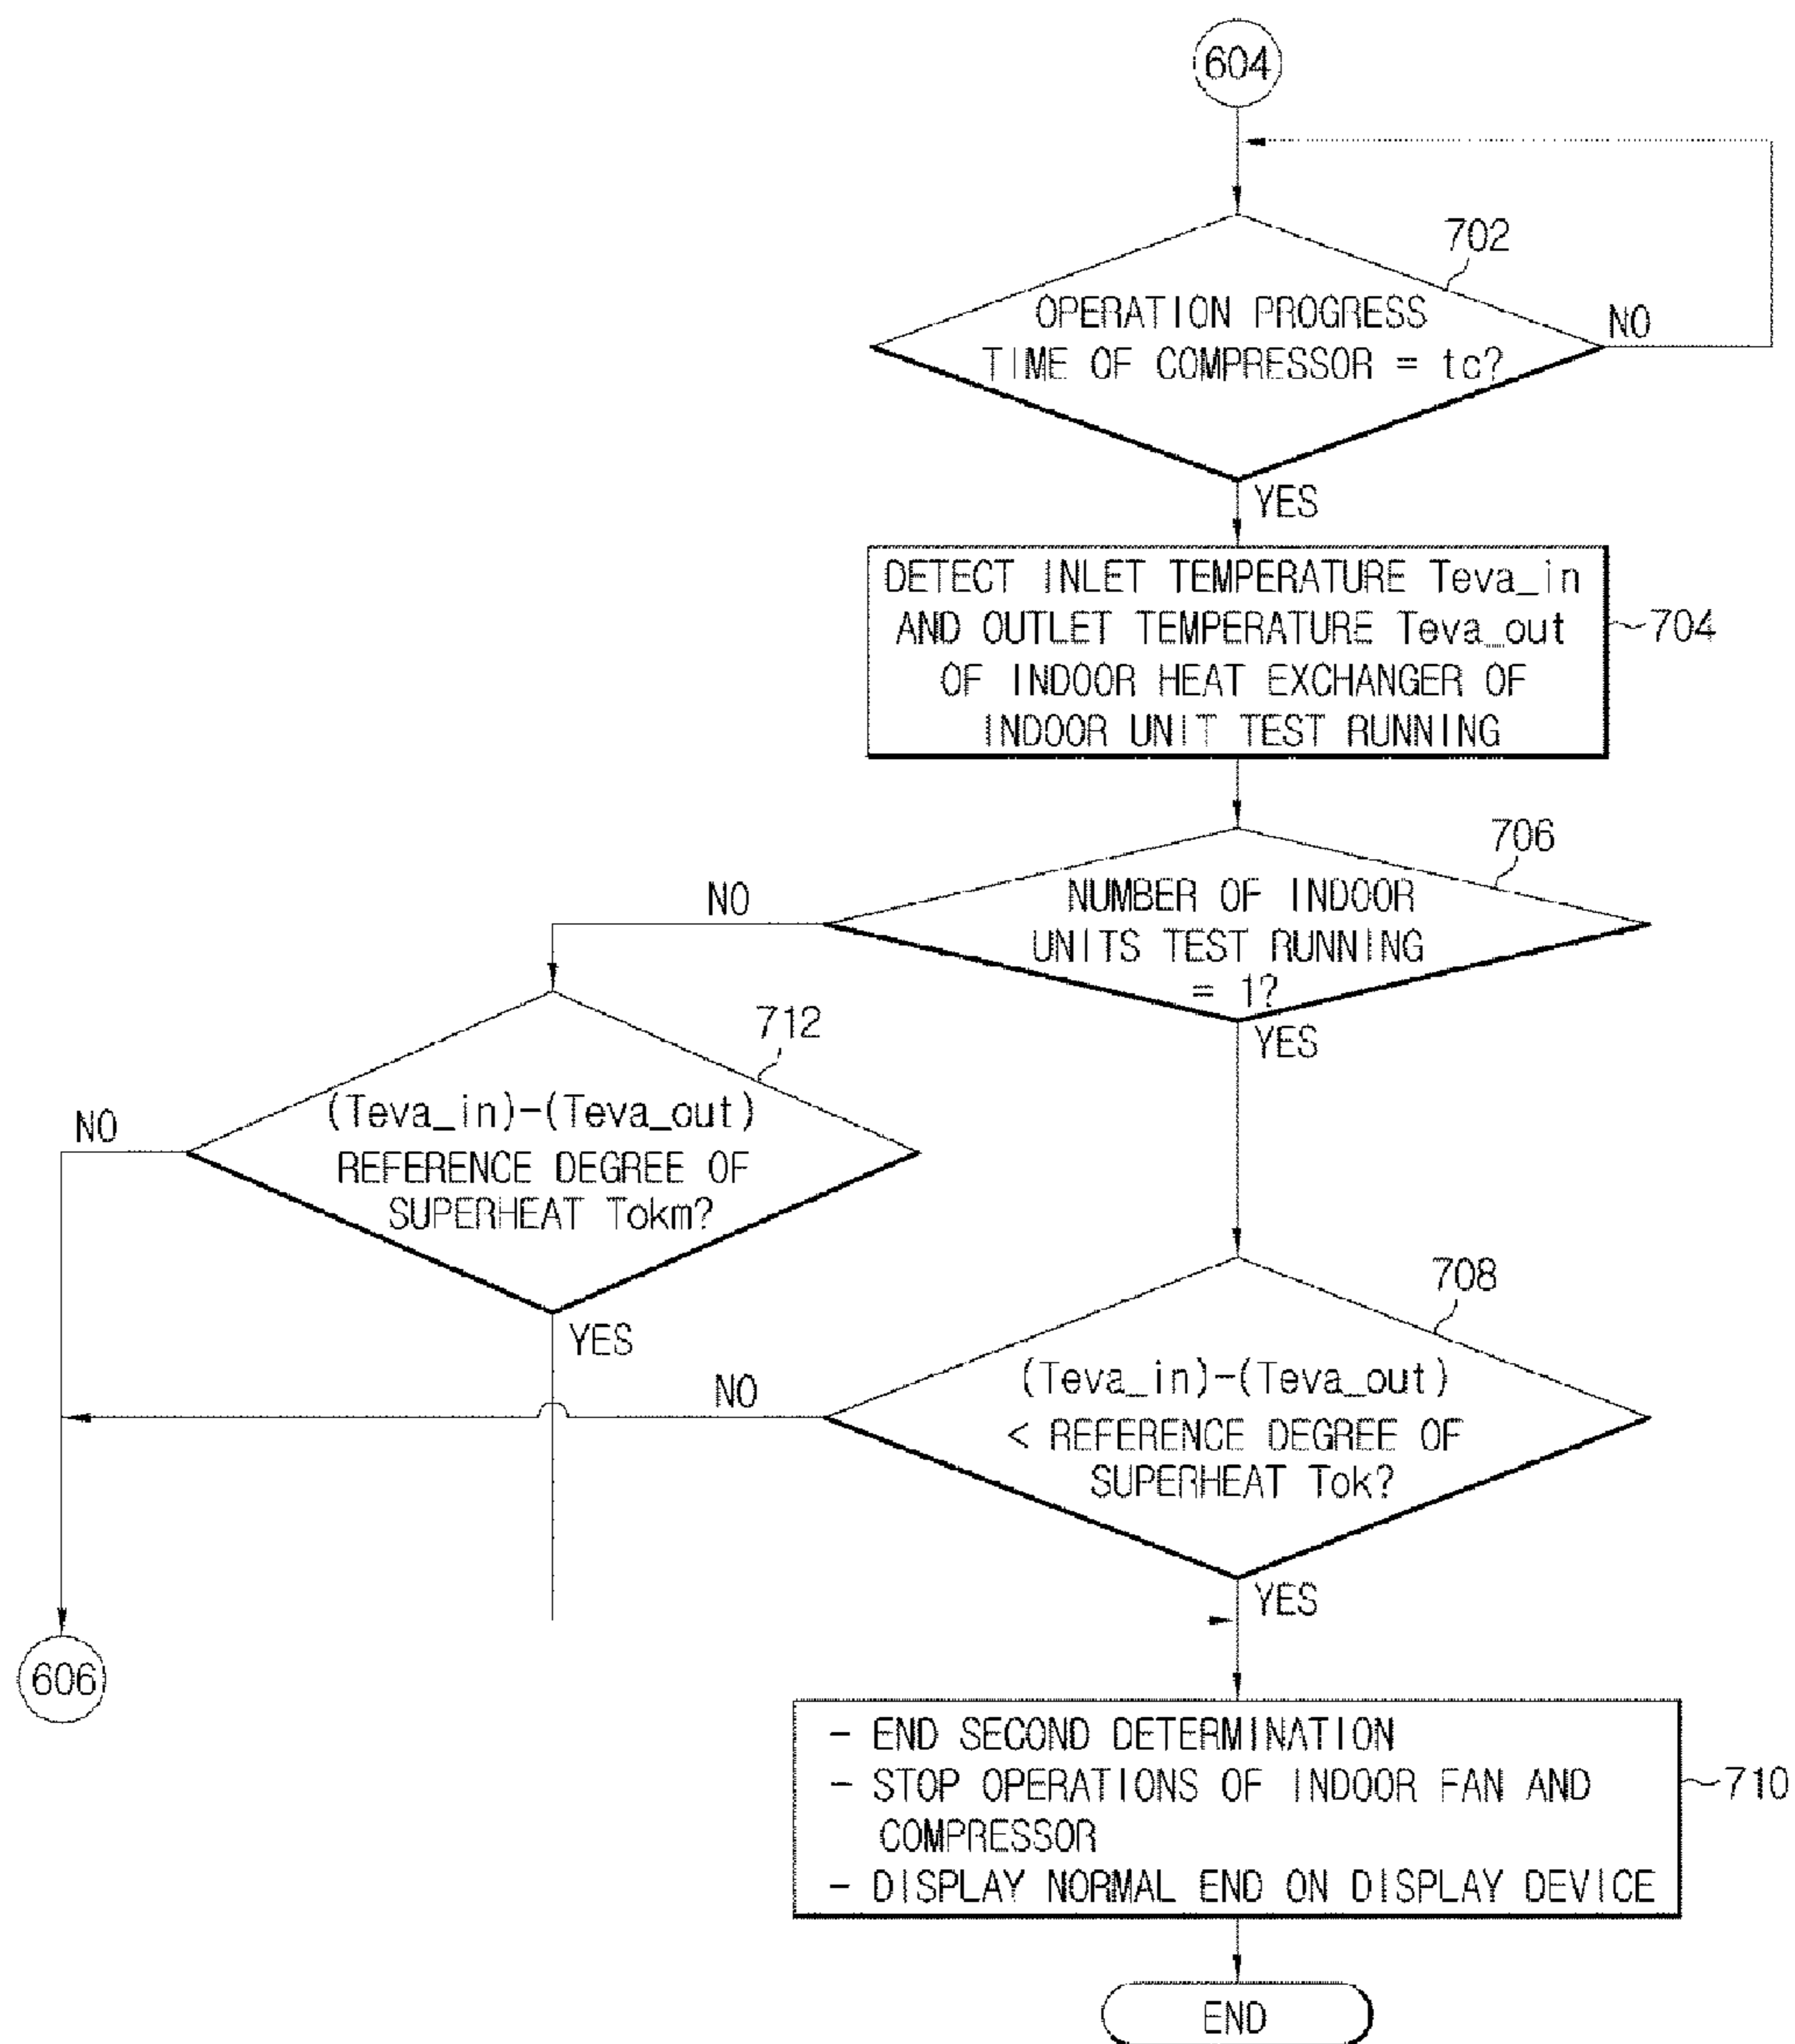 604
702
OPERATION PROGRESS
TIME OF COMPRESSOR = tc?
NO
YES
DETECT INLET TEMPERATURE Teva_in
AND OUTLET TEMPERATURE Teva_out
OF INDOOR HEAT EXCHANGER OF
INDOOR UNIT TEST RUNNING
704
706
NUMBER OF INDOOR
UNITS TEST RUNNING
= 1?
NO
YES
712
(Teva_in)-(Teva_out)
REFERENCE DEGREE OF
SUPERHEAT Tokm?
NO
YES
708
(Teva_in)-(Teva_out)
< REFERENCE DEGREE OF
SUPERHEAT Tok?
NO
YES
606
- END SECOND DETERMINATION
- STOP OPERATIONS OF INDOOR FAN AND
COMPRESSOR
- DISPLAY NORMAL END ON DISPLAY DEVICE
710
END